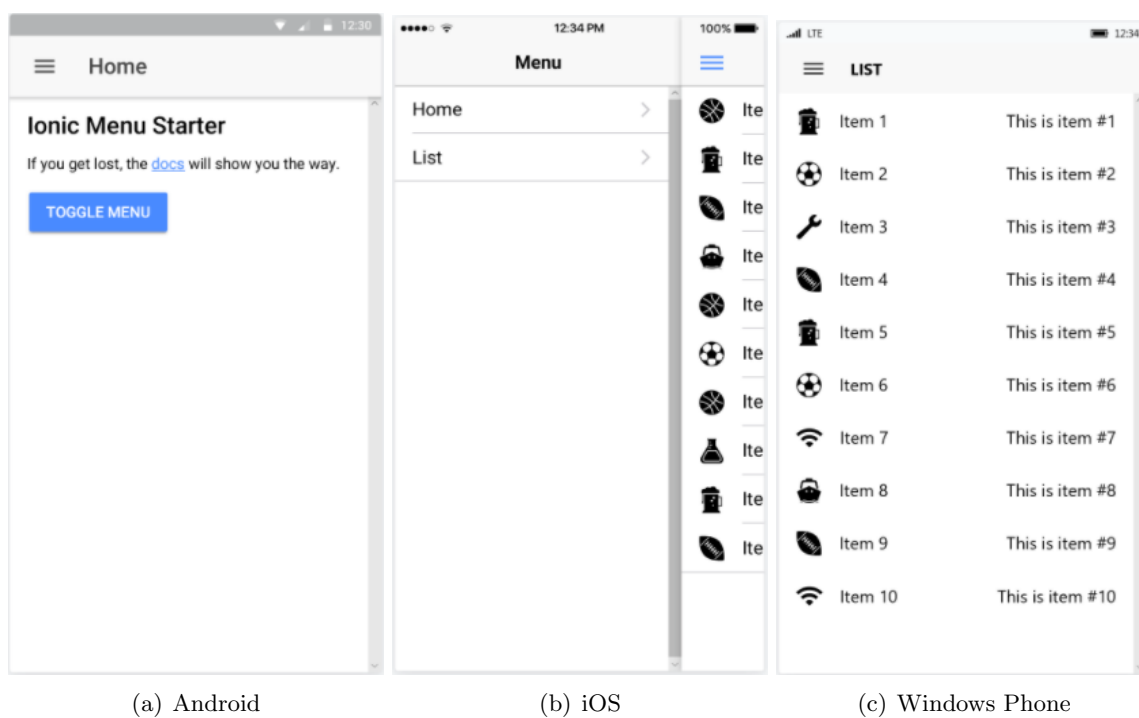 12:30
Home
Ionic Menu Starter
If you get lost, the docs will show you the way.
TOGGLE MENU
(a) Android
12:34 PM
100%
Menu
Home
List
Ite
Ite
Ite
Ite
Ite
Ite
Ite
Ite
Ite
Ite
(b) iOS
LTE
12:34
LIST
Item 1 This is item #1
Item 2 This is item #2
Item 3 This is item #3
Item 4 This is item #4
Item 5 This is item #5
Item 6 This is item #6
Item 7 This is item #7
Item 8 This is item #8
Item 9 This is item #9
Item 10 This is item #10
(c) Windows Phone